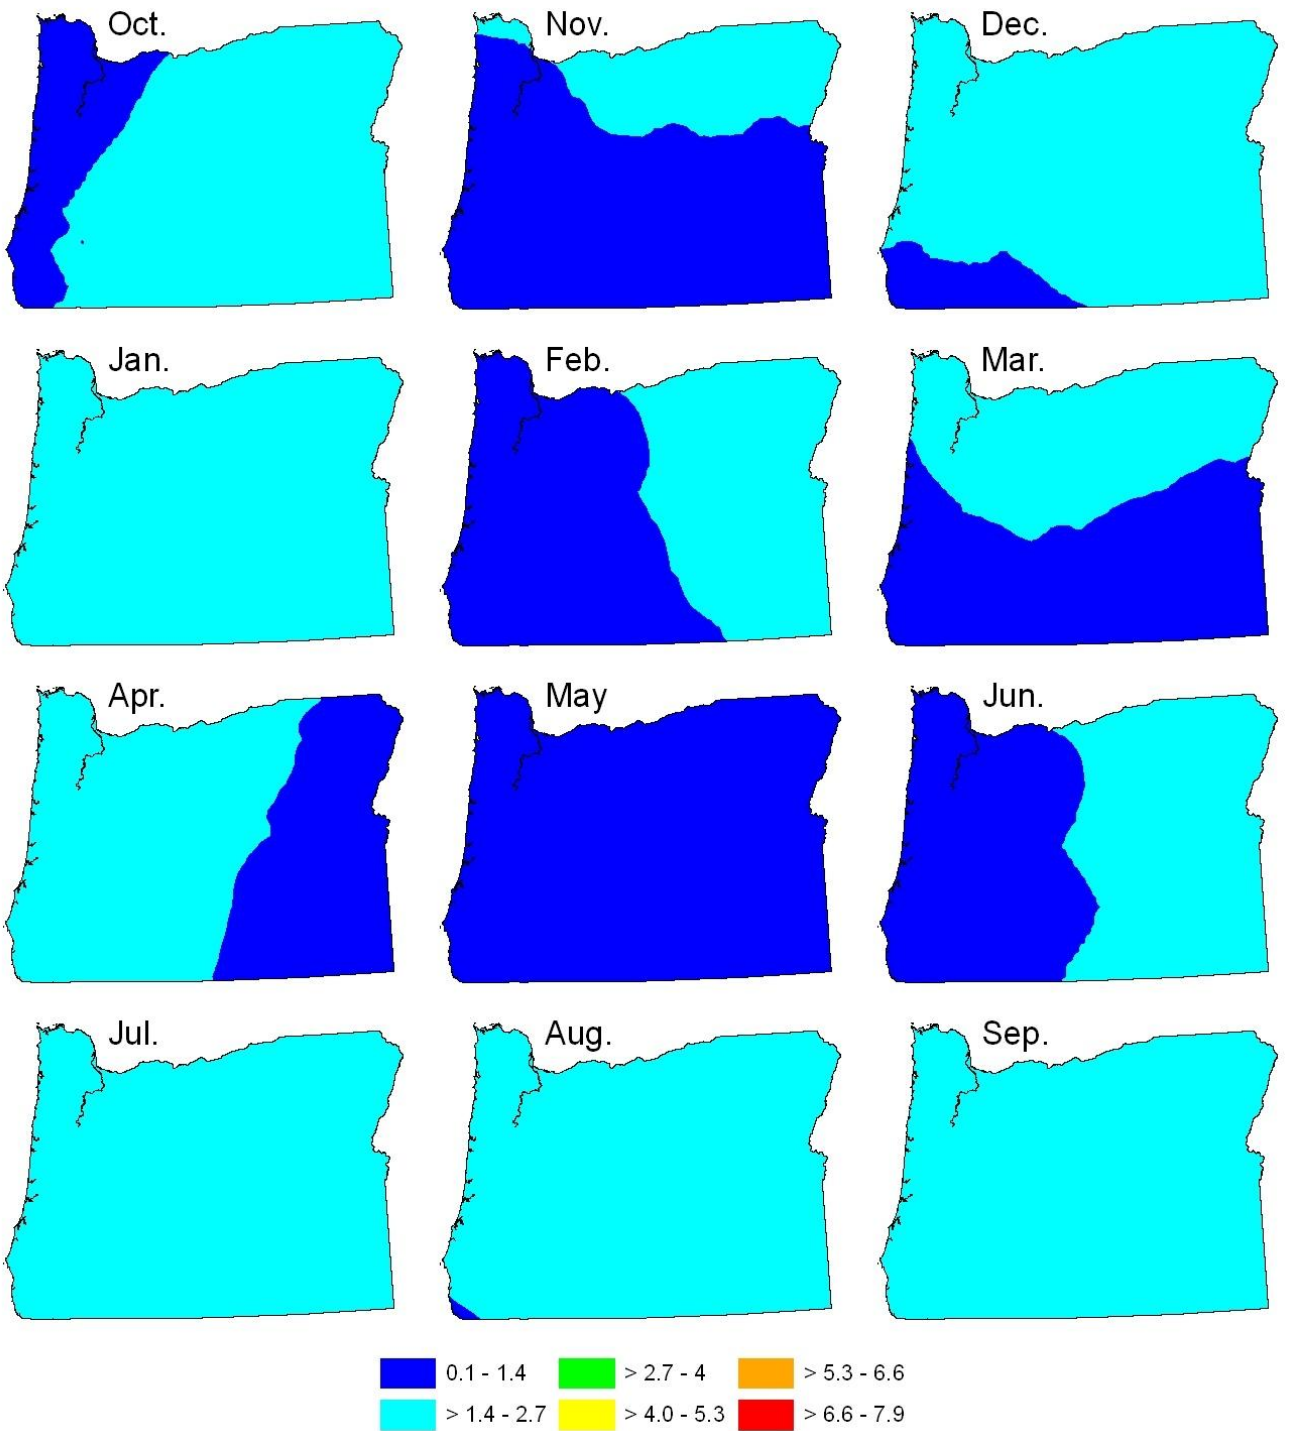 Oct.
Nov.
Dec.
Jan.
Feb.
Mar.
Apr.
May
Jun.
Jul.
Aug.
Sep.
0.1 - 1.4
> 2.7 - 4
> 5.3 - 6.6
> 1.4 - 2.7
> 4.0 - 5.3
> 6.6 - 7.9